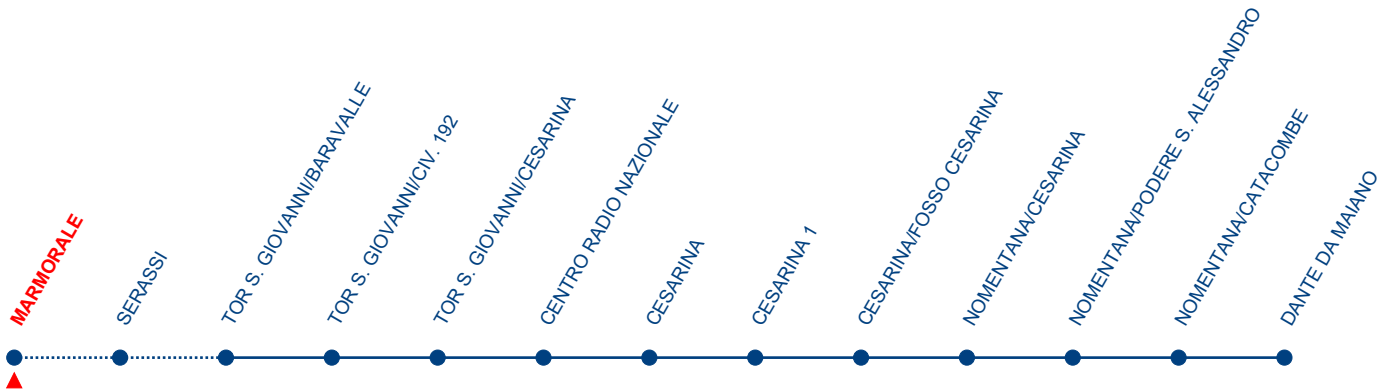 MARMORALE
SERASSI
TOR S. GIOVANNI/BARAVALLE
TOR S. GIOVANNI/CIV. 192
TOR S. GIOVANNI/CESARINA
CENTRO RADIO NAZIONALE
CESARINA
CESARINA 1
CESARINA/FOSSO CESARINA
NOMENTANA/CESARINA
NOMENTANA/PODERE S. ALESSANDRO
NOMENTANA/CATACOMBE
DANTE DA MAIANO